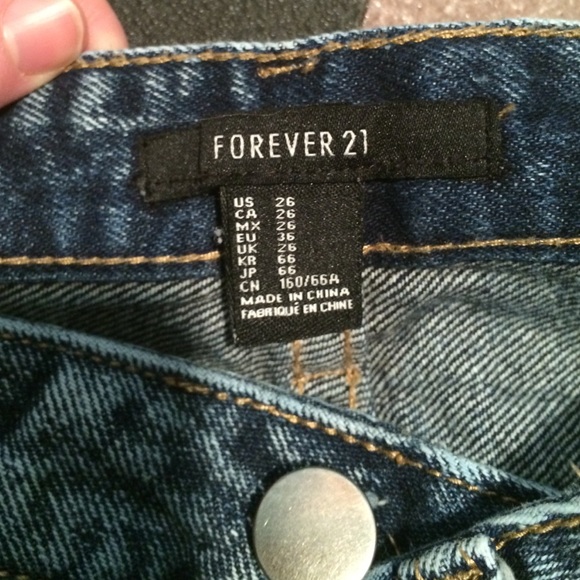 FOREVER 21
US 26
CA 26
MX 26
EU 36
UK 26
KR 66
JP 66
CN 160/66A
MADE IN CHINA
FABRIQUÉ EN CHINE